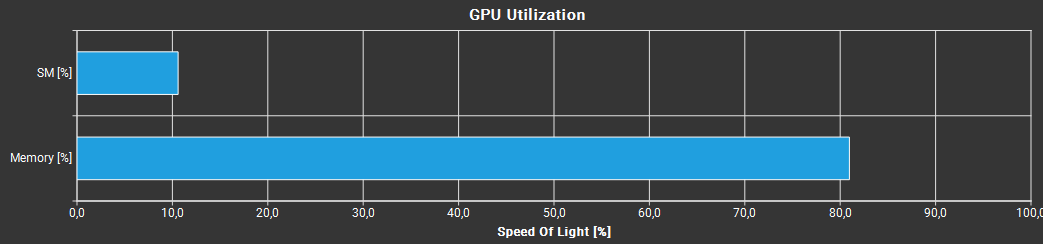 GPU Utilization
SM [%]
Memory [%]
0,0 10,0 20,0 30,0 40,0 50,0 60,0 70,0 80,0 90,0 100,0
Speed Of Light [%]